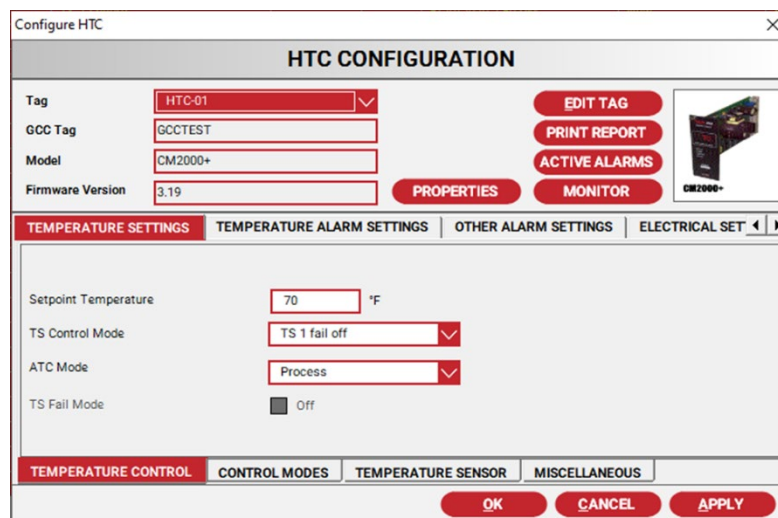 Configure HTC
HTC CONFIGURATION
Tag HTC-01 EDIT TAG
GCC Tag GCCTEST PRINT REPORT
Model CM2000+ ACTIVE ALARMS
Firmware Version 3.19 PROPERTIES MONITOR
CM2000+
TEMPERATURE SETTINGS TEMPERATURE ALARM SETTINGS OTHER ALARM SETTINGS ELECTRICAL SET
Setpoint Temperature 70 °F
TS Control Mode TS 1 fail off
ATC Mode Process
TS Fail Mode Off
TEMPERATURE CONTROL CONTROL MODES TEMPERATURE SENSOR MISCELLANEOUS
OK CANCEL APPLY